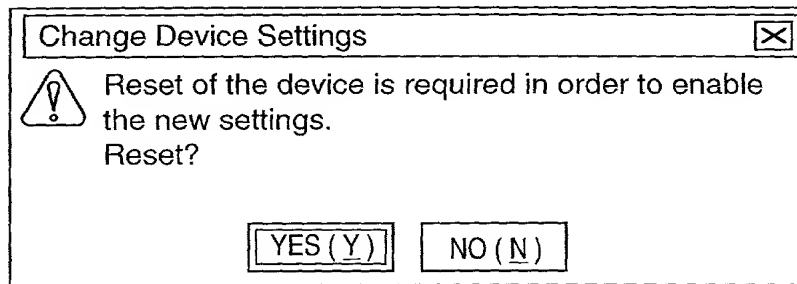 Change Device Settings
Reset of the device is required in order to enable
the new settings.
Reset?
YES (Y) NO (N)